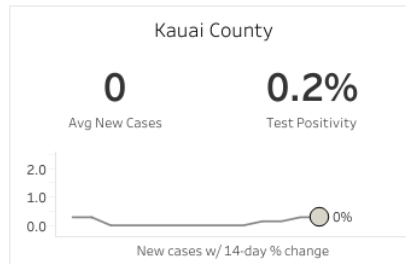 Kauai County
0 0.2%
Avg New Cases Test Positivity
2.0
1.0
0.0
0%
New cases w/ 14-day % change